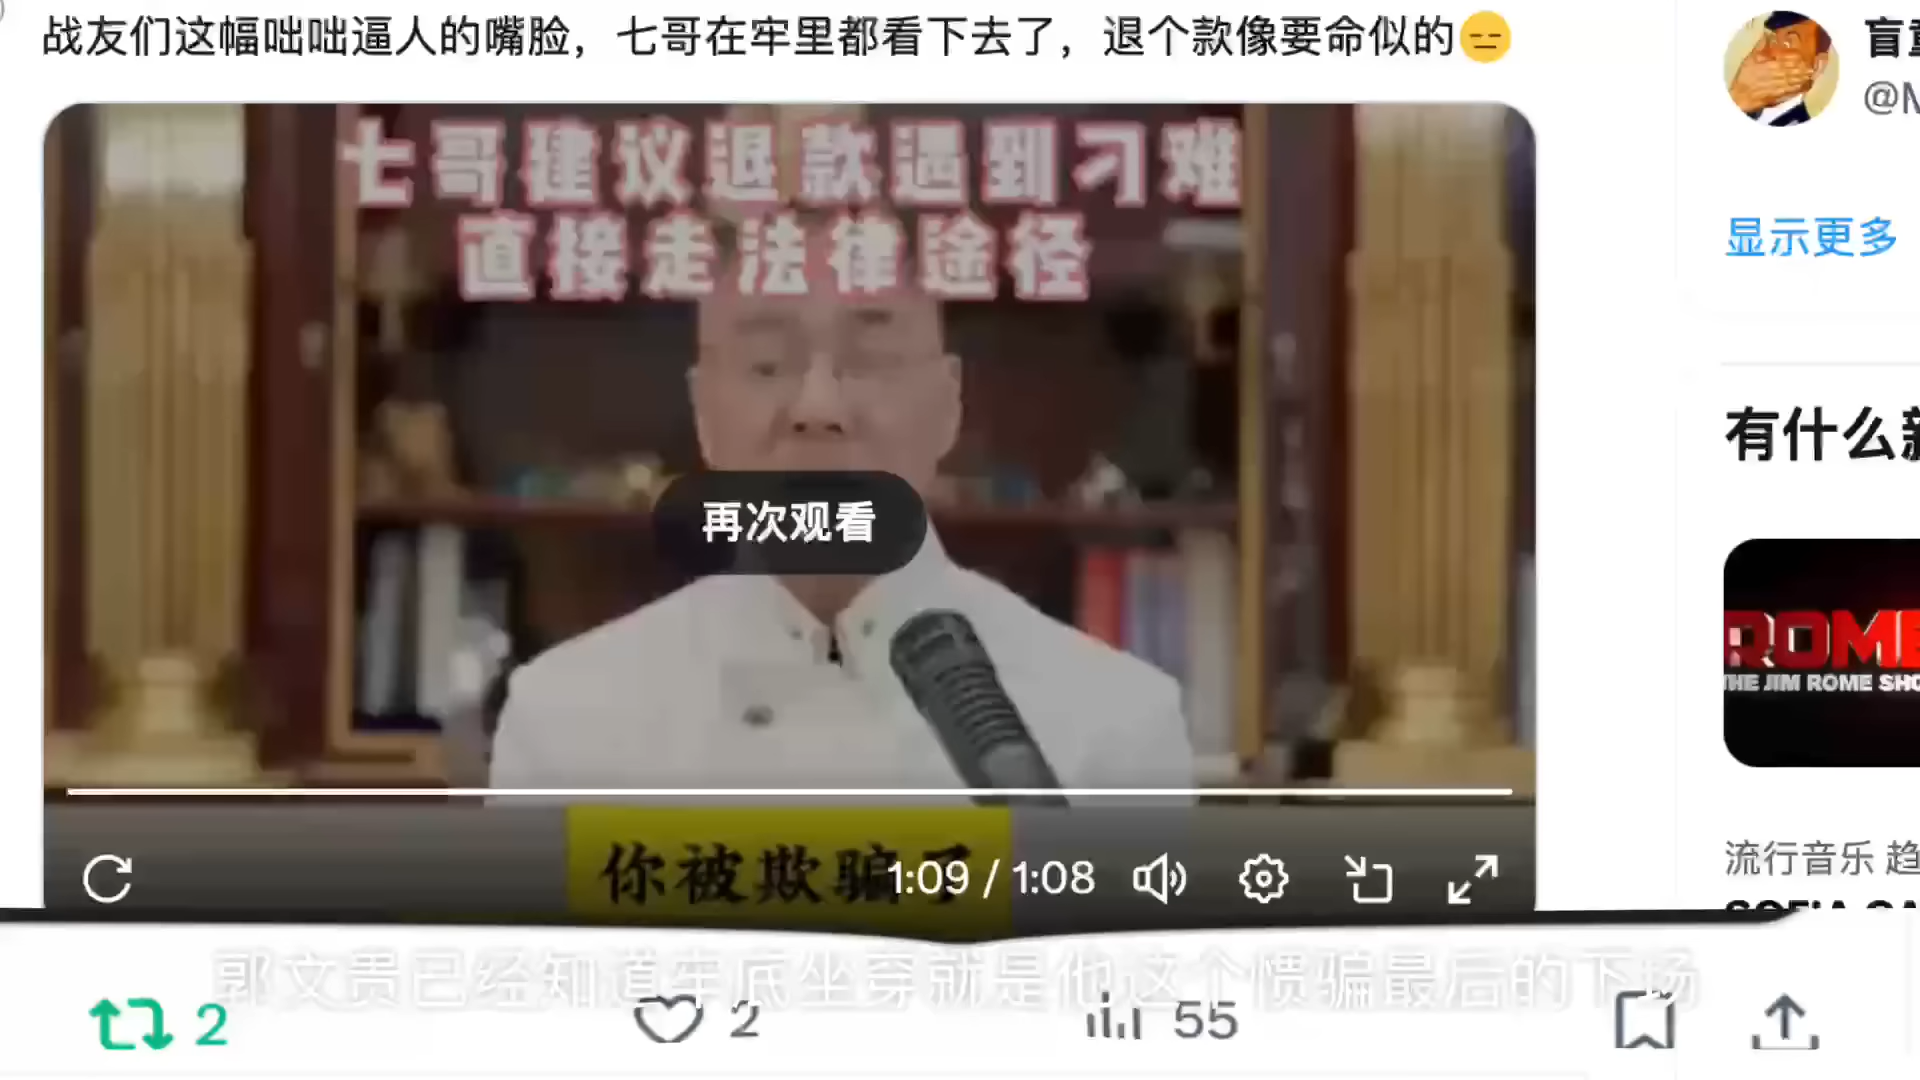 战友们这幅咄咄逼人的嘴脸，七哥在牢里都看下去了，退个款像要命似的😑
七哥建议退款遇到刁难
直接走法律途径
再次观看
你被欺骗了
1:09 / 1:08
郭文贵已经知道牢底坐穿就是他这个惯骗最后的下场
2
2
55
@
显示更多
有什么
ROME
THE JIM ROME SHO
流行音乐 趋